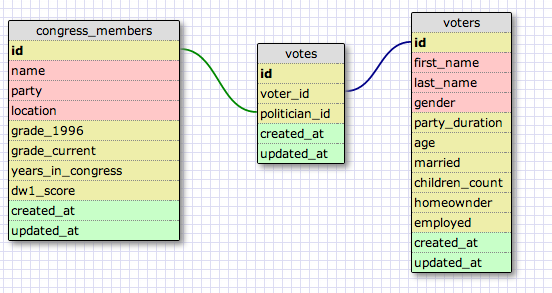 congress_members
id
name
party
location
grade_1996
grade_current
years_in_congress
dw1_score
created_at
updated_at
votes
id
voter_id
politician_id
created_at
updated_at
voters
id
first_name
last_name
gender
party_duration
age
married
children_count
homeownder
employed
created_at
updated_at